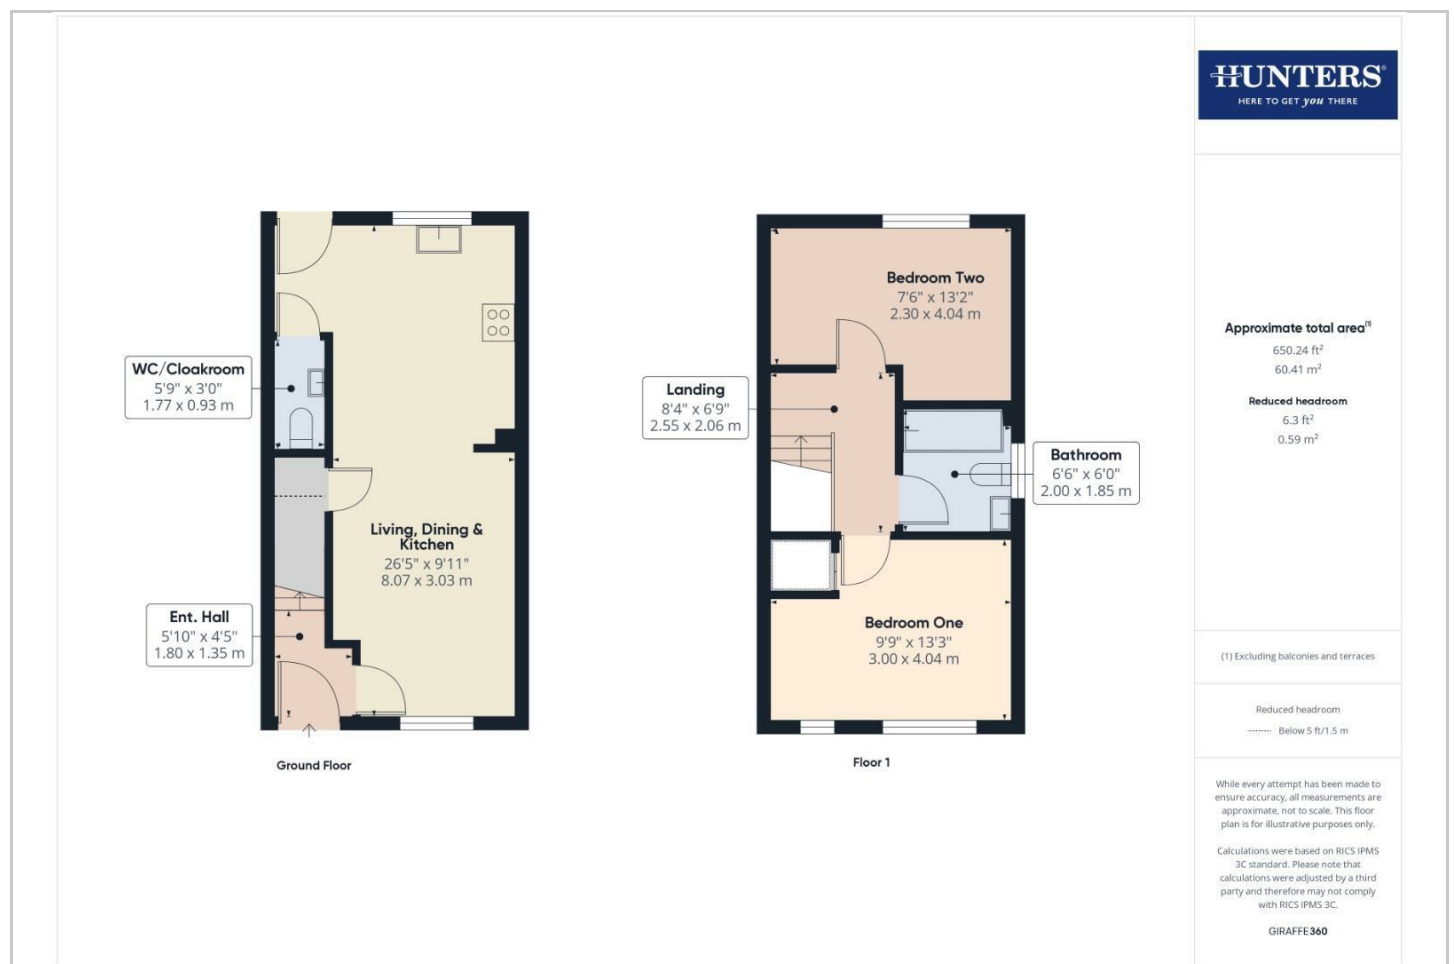 WC/Cloakroom
5'9" x 3'0"
1.77 x 0.93 m
Living, Dining &
Kitchen
26'5" x 9'11"
8.07 x 3.03 m
Ent. Hall
5'10" x 4'5"
1.80 x 1.35 m
Ground Floor
Bedroom Two
7'6" x 13'2"
2.30 x 4.04 m
Landing
8'4" x 6'9"
2.55 x 2.06 m
Bathroom
6'6" x 6'0"
2.00 x 1.85 m
Bedroom One
9'9" x 13'3"
3.00 x 4.04 m
Floor 1
HUNTERS®
HERE TO GET you THERE
Approximate total area(1)
650.24 ft²
60.41 m²
Reduced headroom
6.3 ft²
0.59 m²
(1) Excluding balconies and terraces
Reduced headroom
Below 5 ft/1.5 m
While every attempt has been made to
ensure accuracy, all measurements are
approximate, not to scale. This floor
plan is for illustrative purposes only.
Calculations were based on RICS IPMS
3C standard. Please note that
calculations were adjusted by a third
party and therefore may not comply
with RICS IPMS 3C.
GIRAFFE360